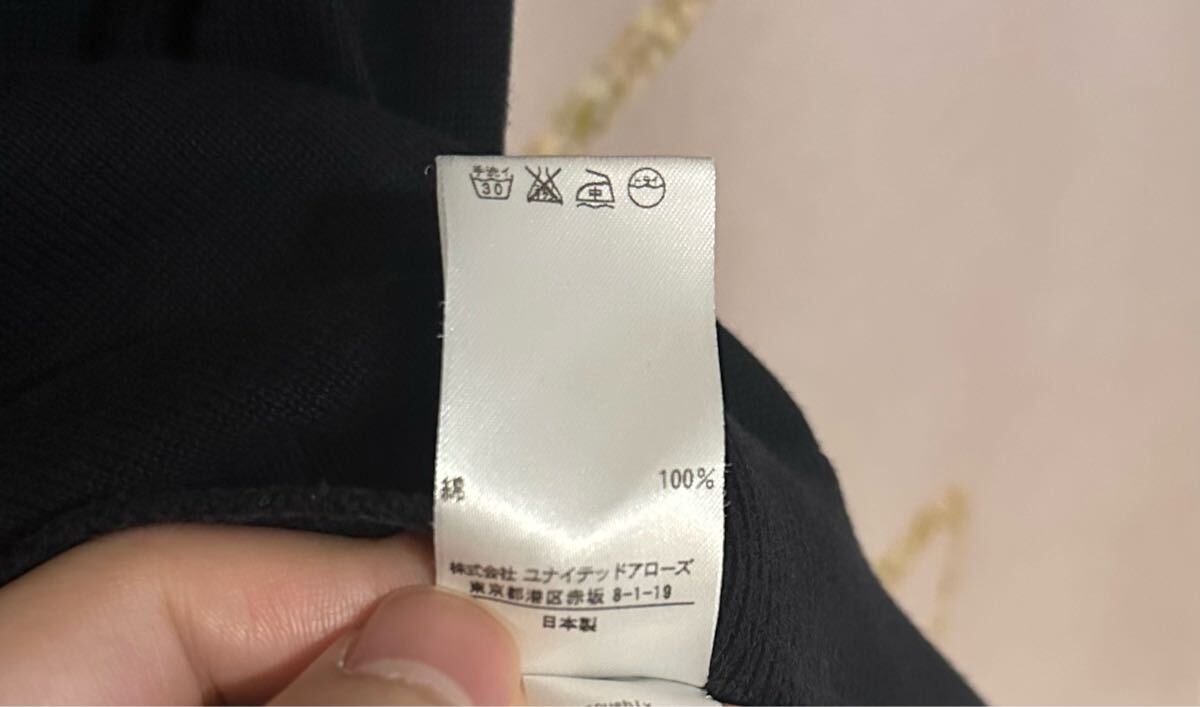 手洗イ
30
中
ドライ
綿 100%
株式会社 ユナイテッドアローズ
東京都港区赤坂 8-1-19
日本製